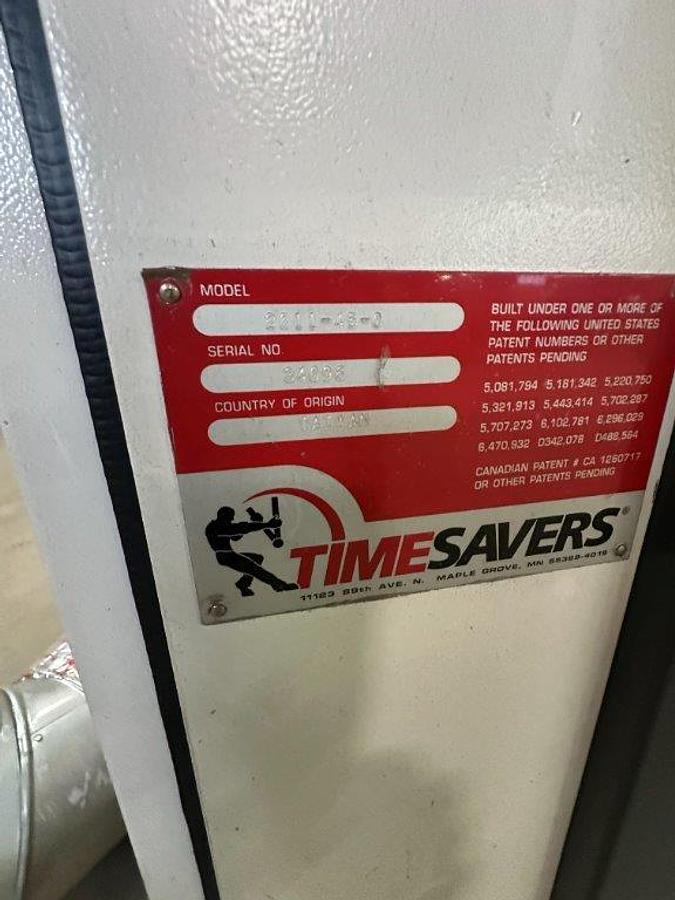 MODEL
SERIAL NO.
COUNTRY OF ORIGIN
TAIWAN
BUILT UNDER ONE OR MORE OF
THE FOLLOWING UNITED STATES
PATENT NUMBERS OR OTHER
PATENTS PENDING
5,081,794 5,181,342 5,220,750
5,321,913 5,443,414 5,702,287
5,707,273 6,102,781 6,296,029
6,470,932 D342,078 D488,564
CANADIAN PATENT # CA 1260717
OR OTHER PATENTS PENDING
TIMESAVERS®
11123 89th AVE. N. MAPLE GROVE, MN 55369-4019